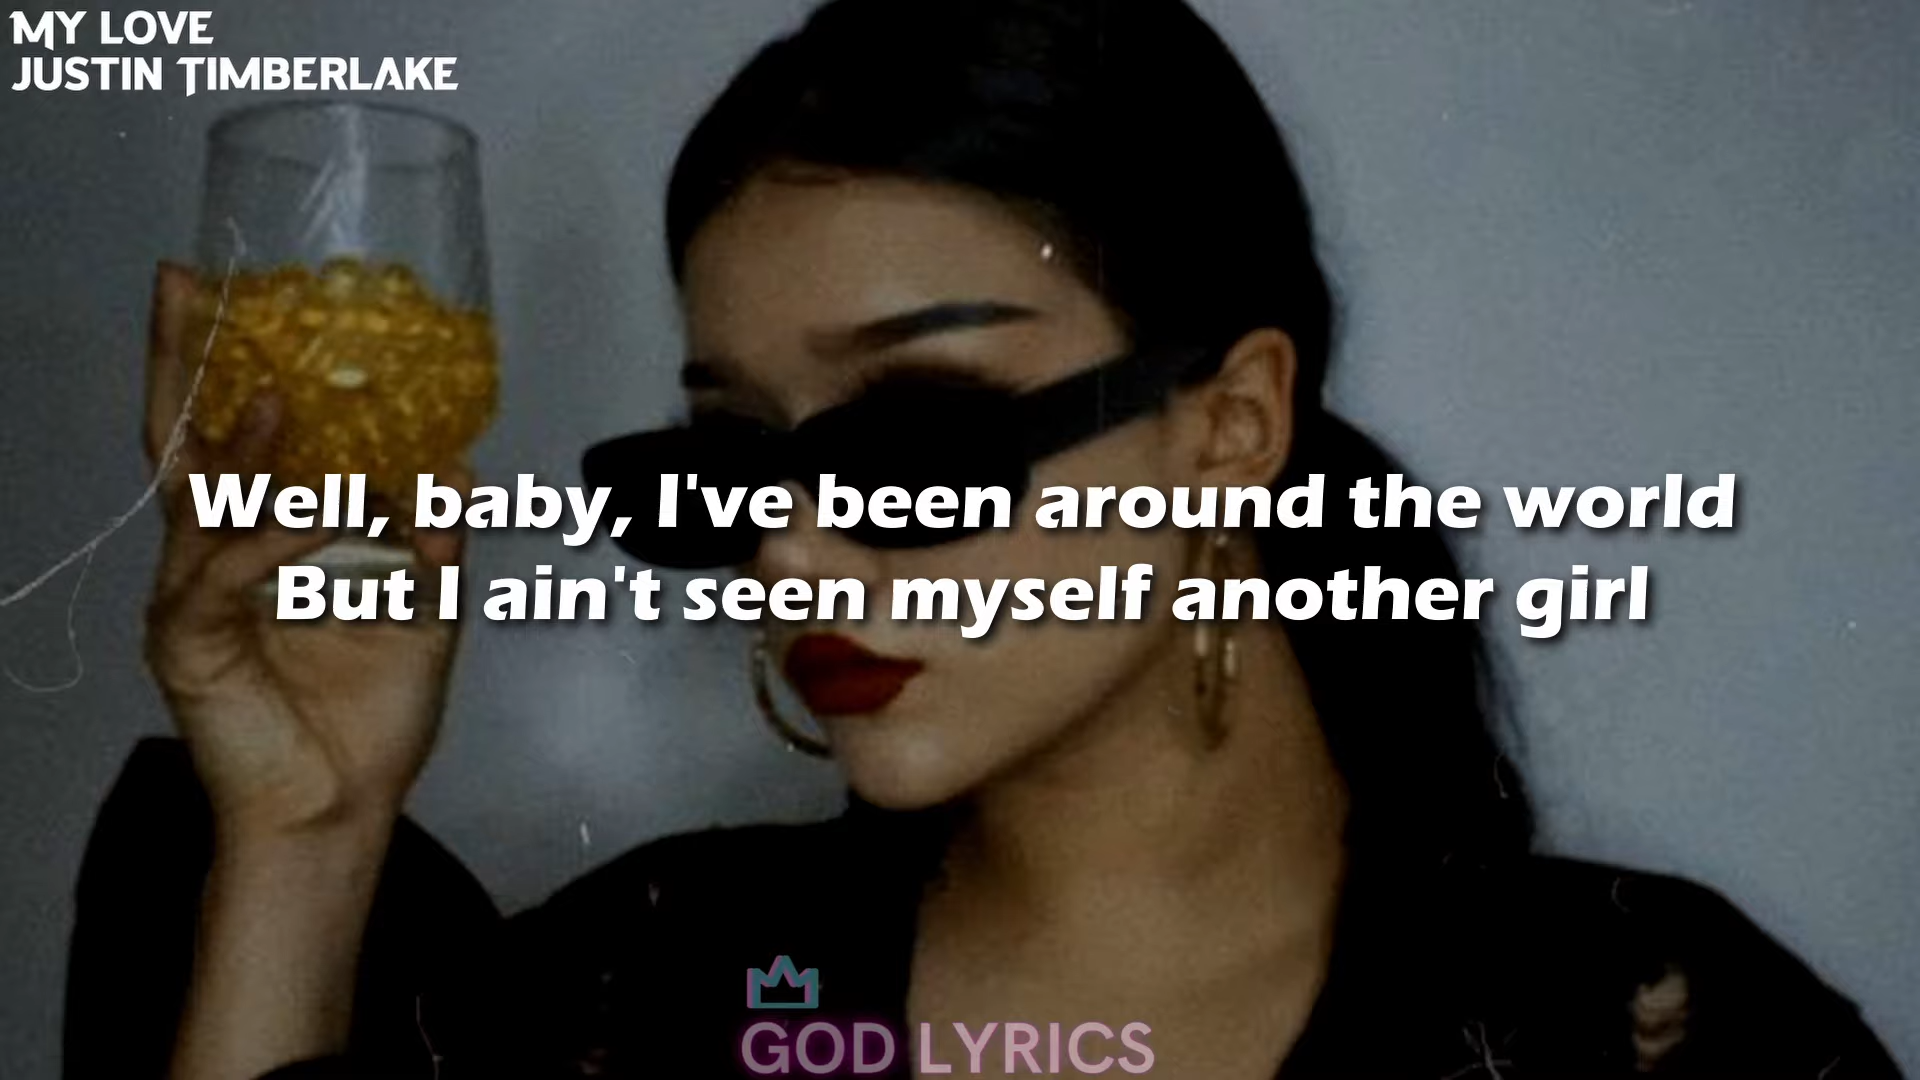 MY LOVE
JUSTIN TIMBERLAKE
Well, baby, I've been around the world
But I ain't seen myself another girl
GOD LYRICS